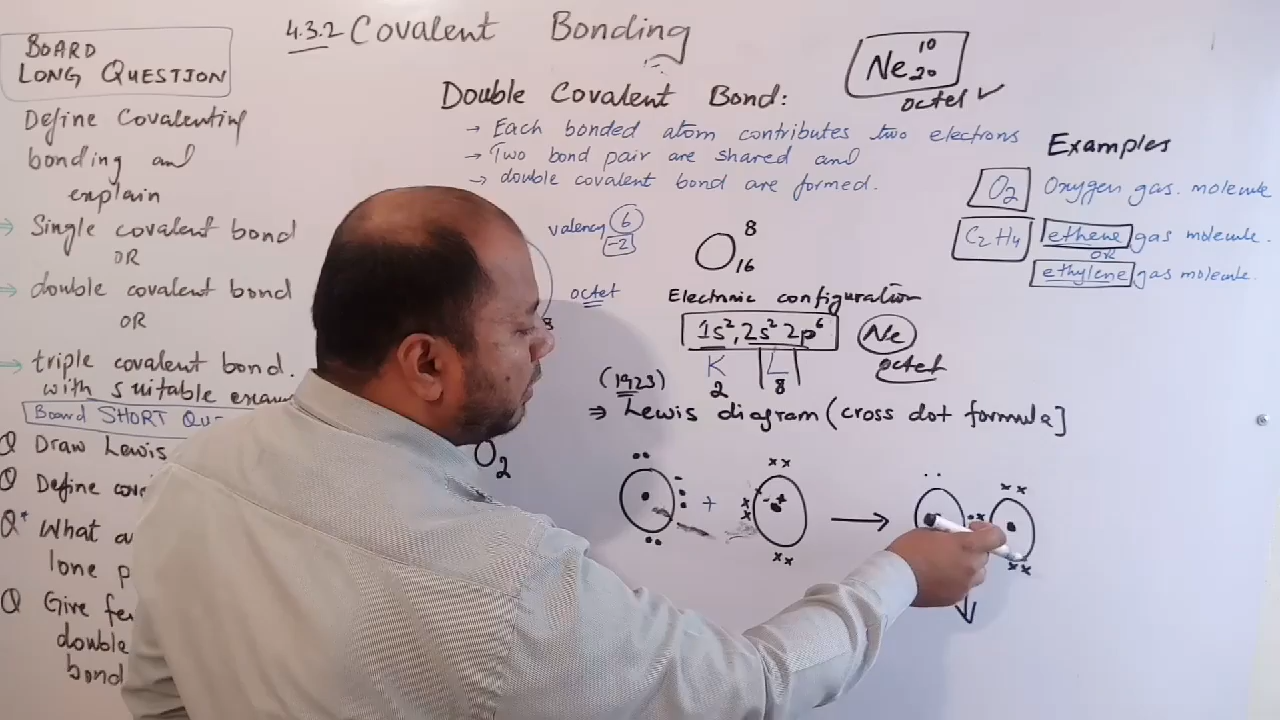 4.3.2 Covalent Bonding
BOARD
LONG QUESTION
Define Covalenting
bonding and
explain
⇒ Single covalent bond
OR
⇒ double covalent bond
OR
⇒ triple covalent bond.
with suitable exam
Board SHORT QU
Q Draw Lewis
Q Define cov
Q* What a
lone p
Q Give fe
double
bond
Ne 10 20
octet ✓
Double Covalent Bond:
→ Each bonded atom contributes two electrons
→ Two bond pair are shared and
→ double covalent bond are formed.
Examples
O2 Oxygen gas molecule
C2H4 ethene gas molecule.
OR
ethylene gas molecule.
valency 6
-2
octet
8
O 8 16
Electronic configuration
1s², 2s² 2p⁶ Ne
K L octet
2 8
(1923)
⇒ Lewis diagram (cross dot formula]
O2
+ →